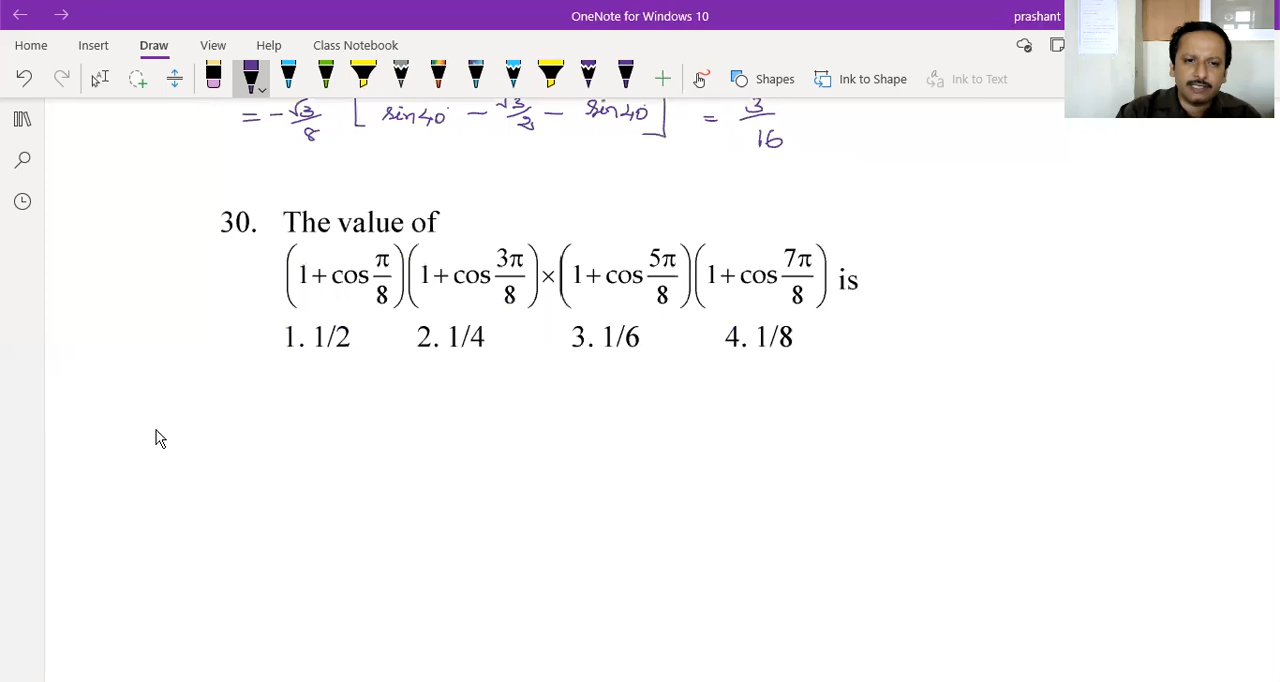 OneNote for Windows 10
prashant
Home Insert Draw View Help Class Notebook
Shapes Ink to Shape Ink to Text
= - √3/8 [ sin40° - √3/2 - sin40° ] = 3/16
30. The value of
(1+cos π/8)(1+cos 3π/8)×(1+cos 5π/8)(1+cos 7π/8) is
1. 1/2 2. 1/4 3. 1/6 4. 1/8